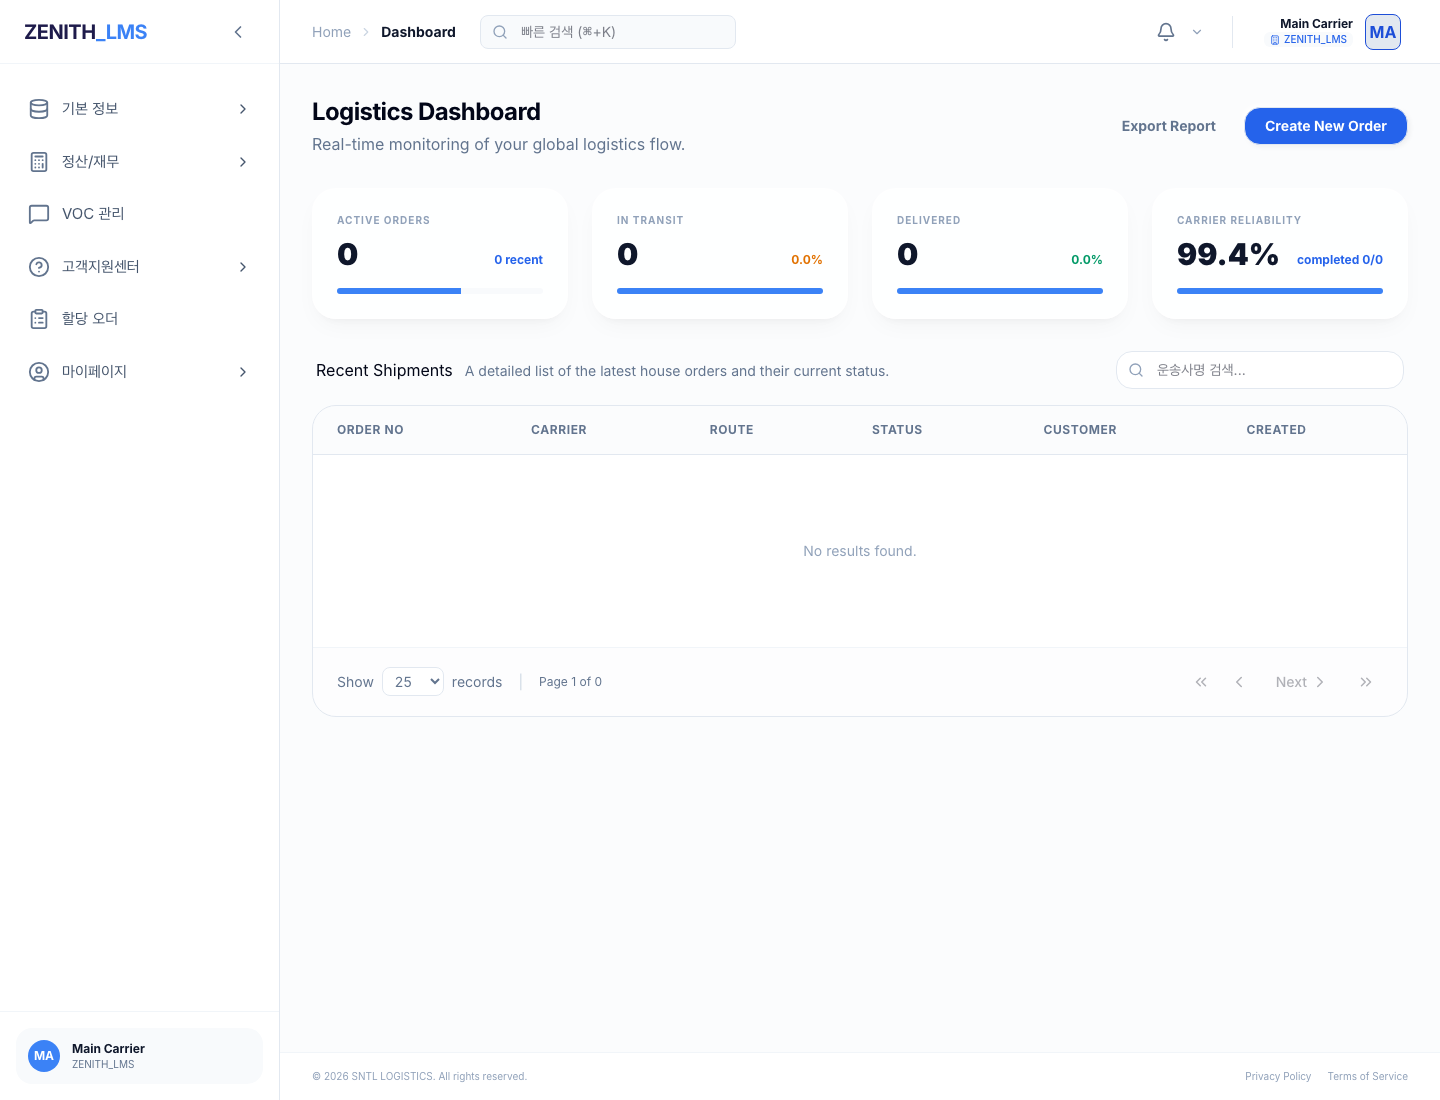 ZENITH_LMS
Home
Dashboard
빠른 검색 (⌘+K)
Main Carrier
ZENITH_LMS
MA
기본 정보
정산/재무
VOC 관리
고객지원센터
할당 오더
마이페이지
MA
Main Carrier
ZENITH_LMS
Logistics Dashboard
Real-time monitoring of your global logistics flow.
Export Report
Create New Order
ACTIVE ORDERS
0
0 recent
IN TRANSIT
0
0.0%
DELIVERED
0
0.0%
CARRIER RELIABILITY
99.4%
completed 0/0
Recent Shipments
A detailed list of the latest house orders and their current status.
운송사명 검색...
ORDER NO CARRIER ROUTE STATUS CUSTOMER CREATED
No results found.
Show 25 records
Page 1 of 0
Next
© 2026 SNTL LOGISTICS. All rights reserved.
Privacy Policy
Terms of Service